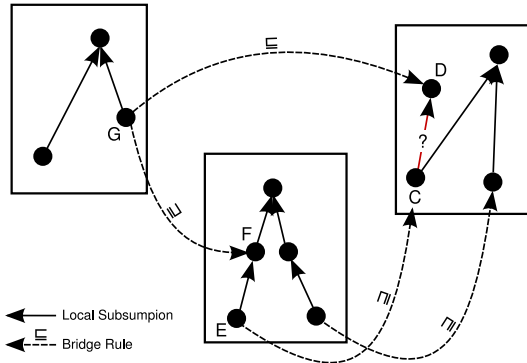 ⊑
D
G
?
⊑
C
F
⊒
⊒
E
Local Subsumpion
⊑
Bridge Rule